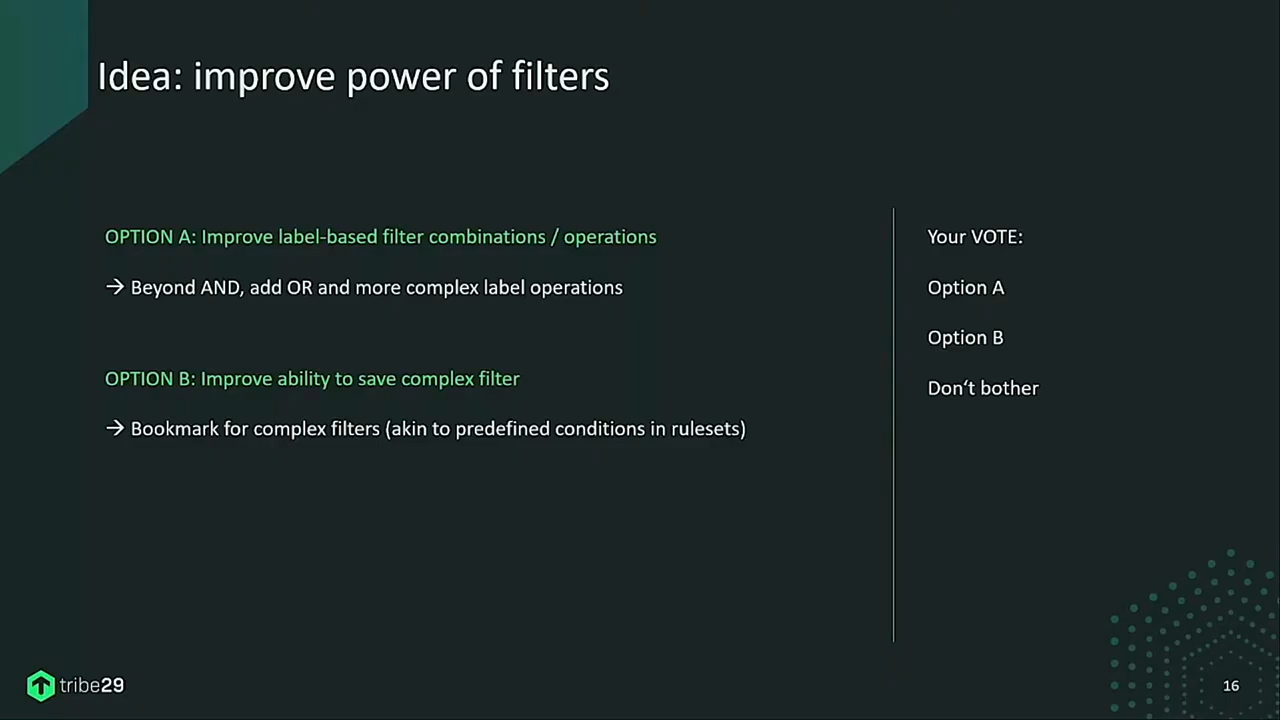 Idea: improve power of filters
OPTION A: Improve label-based filter combinations / operations
→ Beyond AND, add OR and more complex label operations
OPTION B: Improve ability to save complex filter
→ Bookmark for complex filters (akin to predefined conditions in rulesets)
Your VOTE:
Option A
Option B
Don‘t bother
tribe29
16